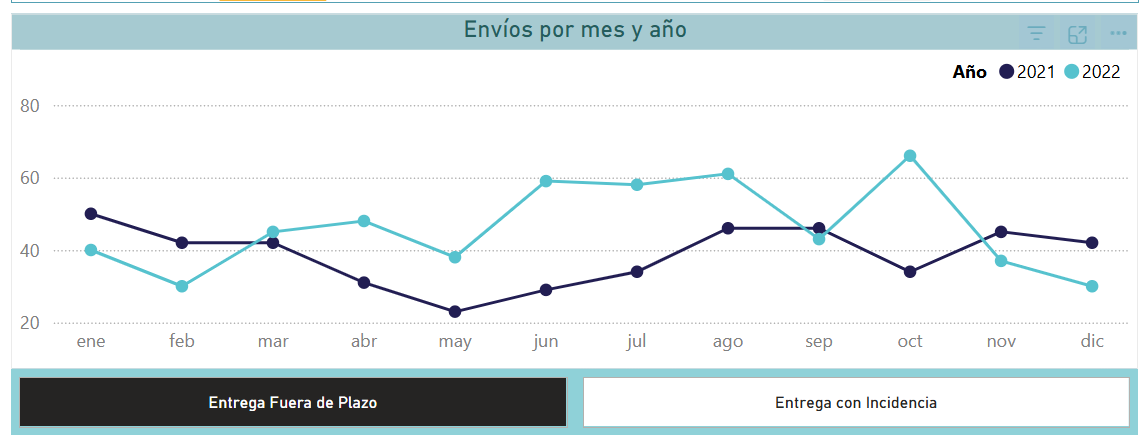 Envíos por mes y año
Año 2021 2022
80
60
40
20
ene feb mar abr may jun jul ago sep oct nov dic
Entrega Fuera de Plazo Entrega con Incidencia